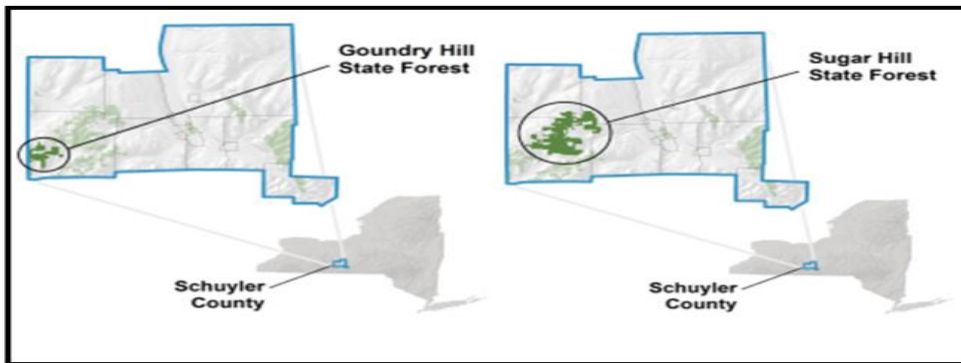 Goundry Hill
State Forest
Schuyler
County
Sugar Hill
State Forest
Schuyler
County